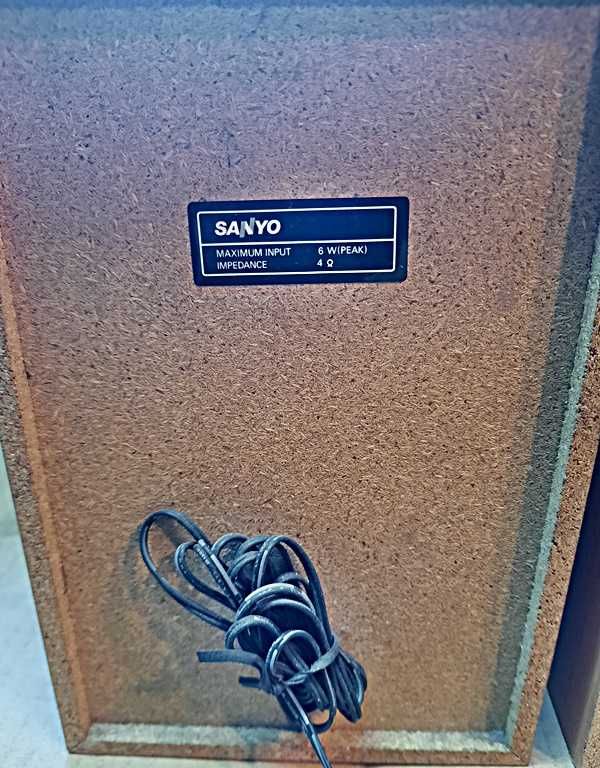 SANYO
MAXIMUM INPUT 6 W(PEAK)
IMPEDANCE 4 Ω